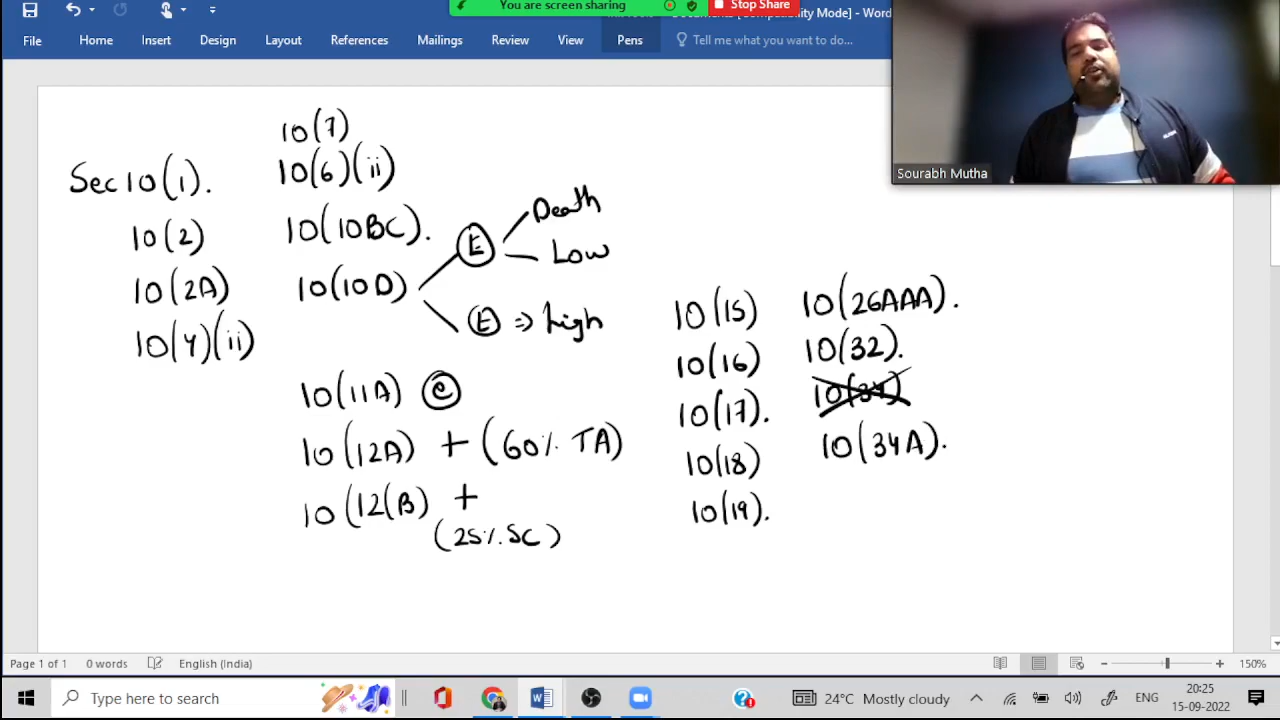 You are screen sharing
Stop Share
[Compatibility Mode] - Word
File Home Insert Design Layout References Mailings Review View Pens Tell me what you want to do...
Sourabh Mutha
Sec 10(1).
10(2)
10(2A)
10(4)(ii)
10(7)
10(6)(ii)
10(10BC).
10(10D)
E
Death
Low
E ⇒ high
10(11A) e
10(12A) + (60% TA)
10(12(B) +
(25% SC)
10(15)
10(16)
10(17).
10(18)
10(19).
10(26AAA).
10(32).
10(34)
10(34A).
Page 1 of 1 0 words English (India) 150%
Type here to search
24°C Mostly cloudy
ENG
20:25
15-09-2022